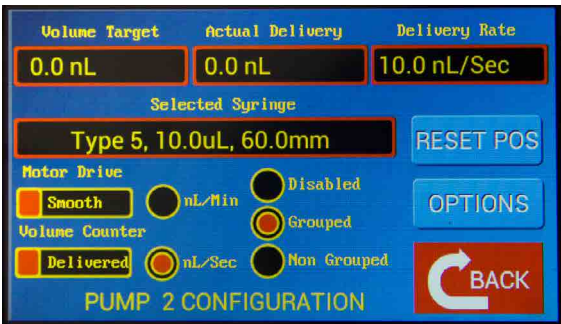 Volume Target Actual Delivery Delivery Rate
0.0 nL 0.0 nL 10.0 nL/Sec
Selected Syringe
Type 5, 10.0uL, 60.0mm RESET POS
Motor Drive
Smooth nL/Min Disabled
Grouped OPTIONS
Volume Counter
Delivered nL/Sec Non Grouped
BACK
PUMP 2 CONFIGURATION